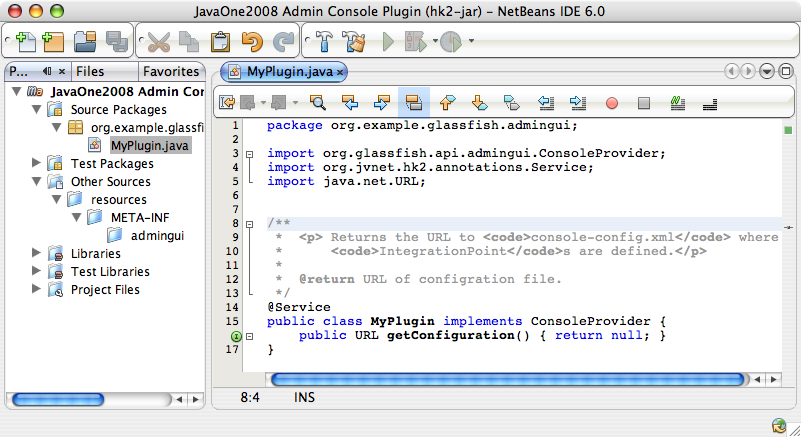 JavaOne2008 Admin Console Plugin (hk2-jar) – NetBeans IDE 6.0
P... Files Favorites
JavaOne2008 Admin Cor
Source Packages
org.example.glassfi
MyPlugin.java
Test Packages
Other Sources
resources
META-INF
admingui
Libraries
Test Libraries
Project Files
MyPlugin.java
1 package org.example.glassfish.admingui;
2
3 import org.glassfish.api.admingui.ConsoleProvider;
4 import org.jvnet.hk2.annotations.Service;
5 import java.net.URL;
6
7
8 /**
9 * <p> Returns the URL to <code>console-config.xml</code> where
10 * <code>IntegrationPoint</code>s are defined.</p>
11 *
12 * @return URL of configration file.
13 */
14 @Service
15 public class MyPlugin implements ConsoleProvider {
public URL getConfiguration() { return null; }
17 }
8:4 INS